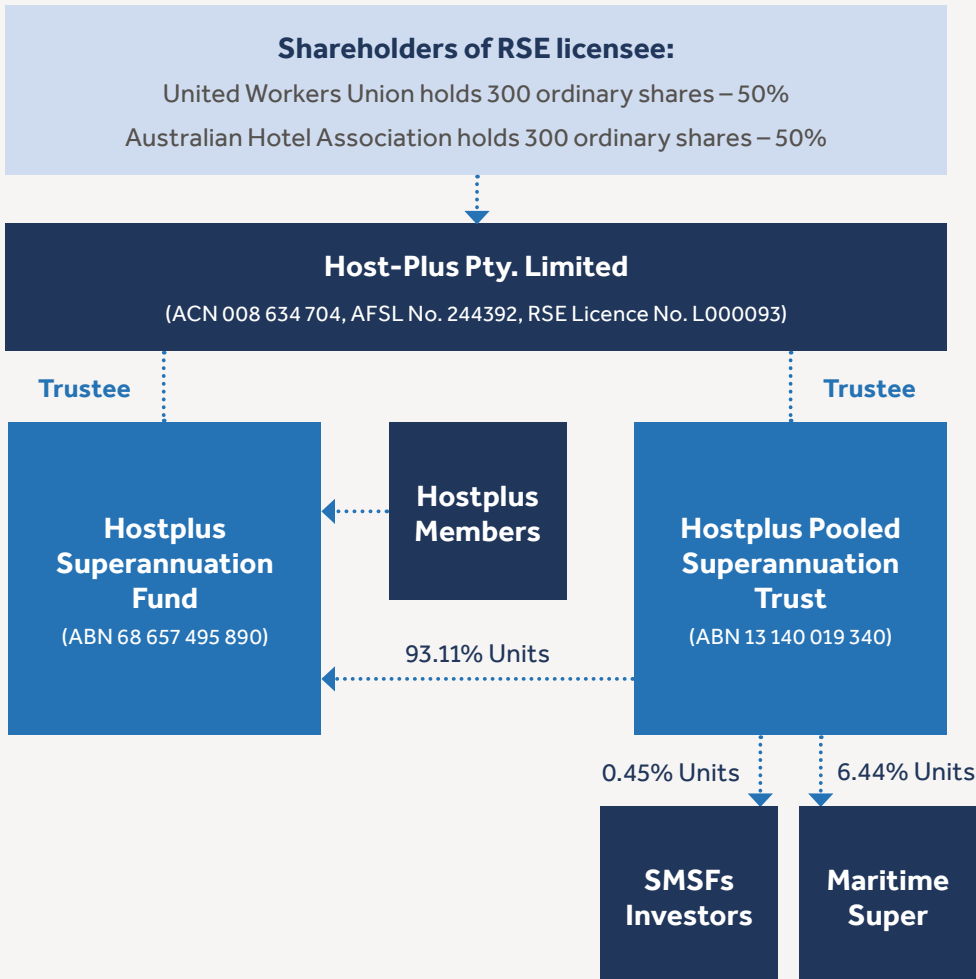 Shareholders of RSE licensee:
United Workers Union holds 300 ordinary shares – 50%
Australian Hotel Association holds 300 ordinary shares – 50%
Host-Plus Pty. Limited
(ACN 008 634 704, AFSL No. 244392, RSE Licence No. L000093)
Trustee
Trustee
Hostplus
Superannuation
Fund
(ABN 68 657 495 890)
Hostplus
Members
Hostplus Pooled
Superannuation
Trust
(ABN 13 140 019 340)
93.11% Units
0.45% Units
6.44% Units
SMSFs
Investors
Maritime
Super